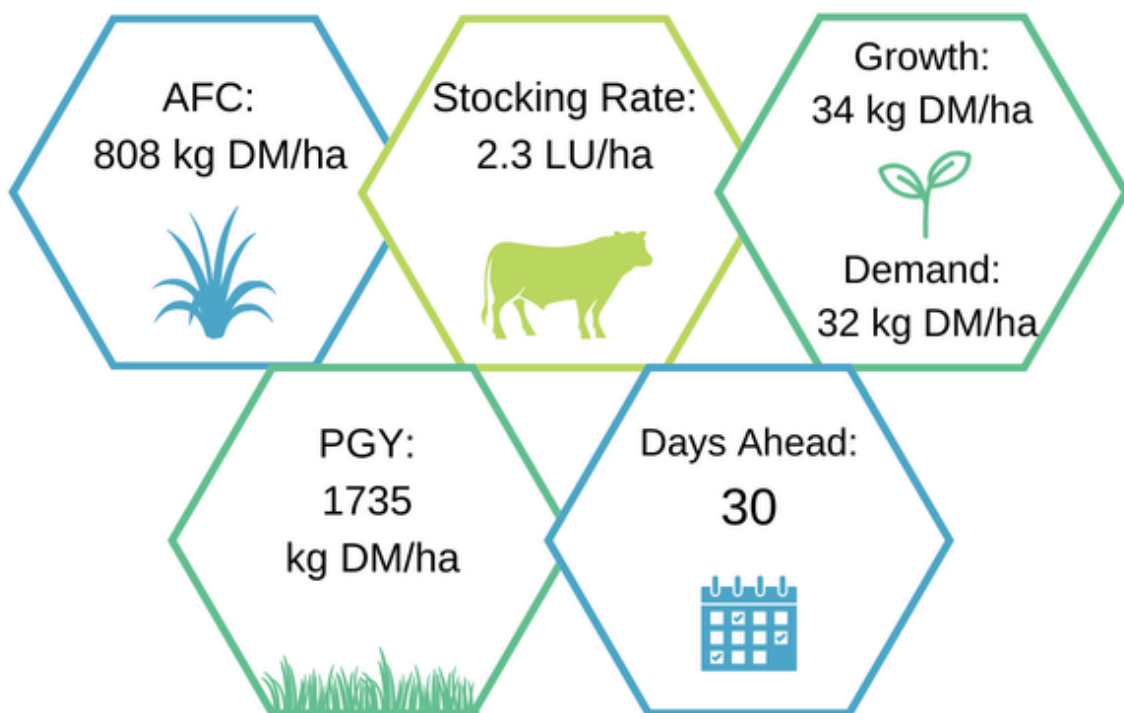 AFC:
808 kg DM/ha
Stocking Rate:
2.3 LU/ha
Growth:
34 kg DM/ha
Demand:
32 kg DM/ha
PGY:
1735
kg DM/ha
Days Ahead:
30